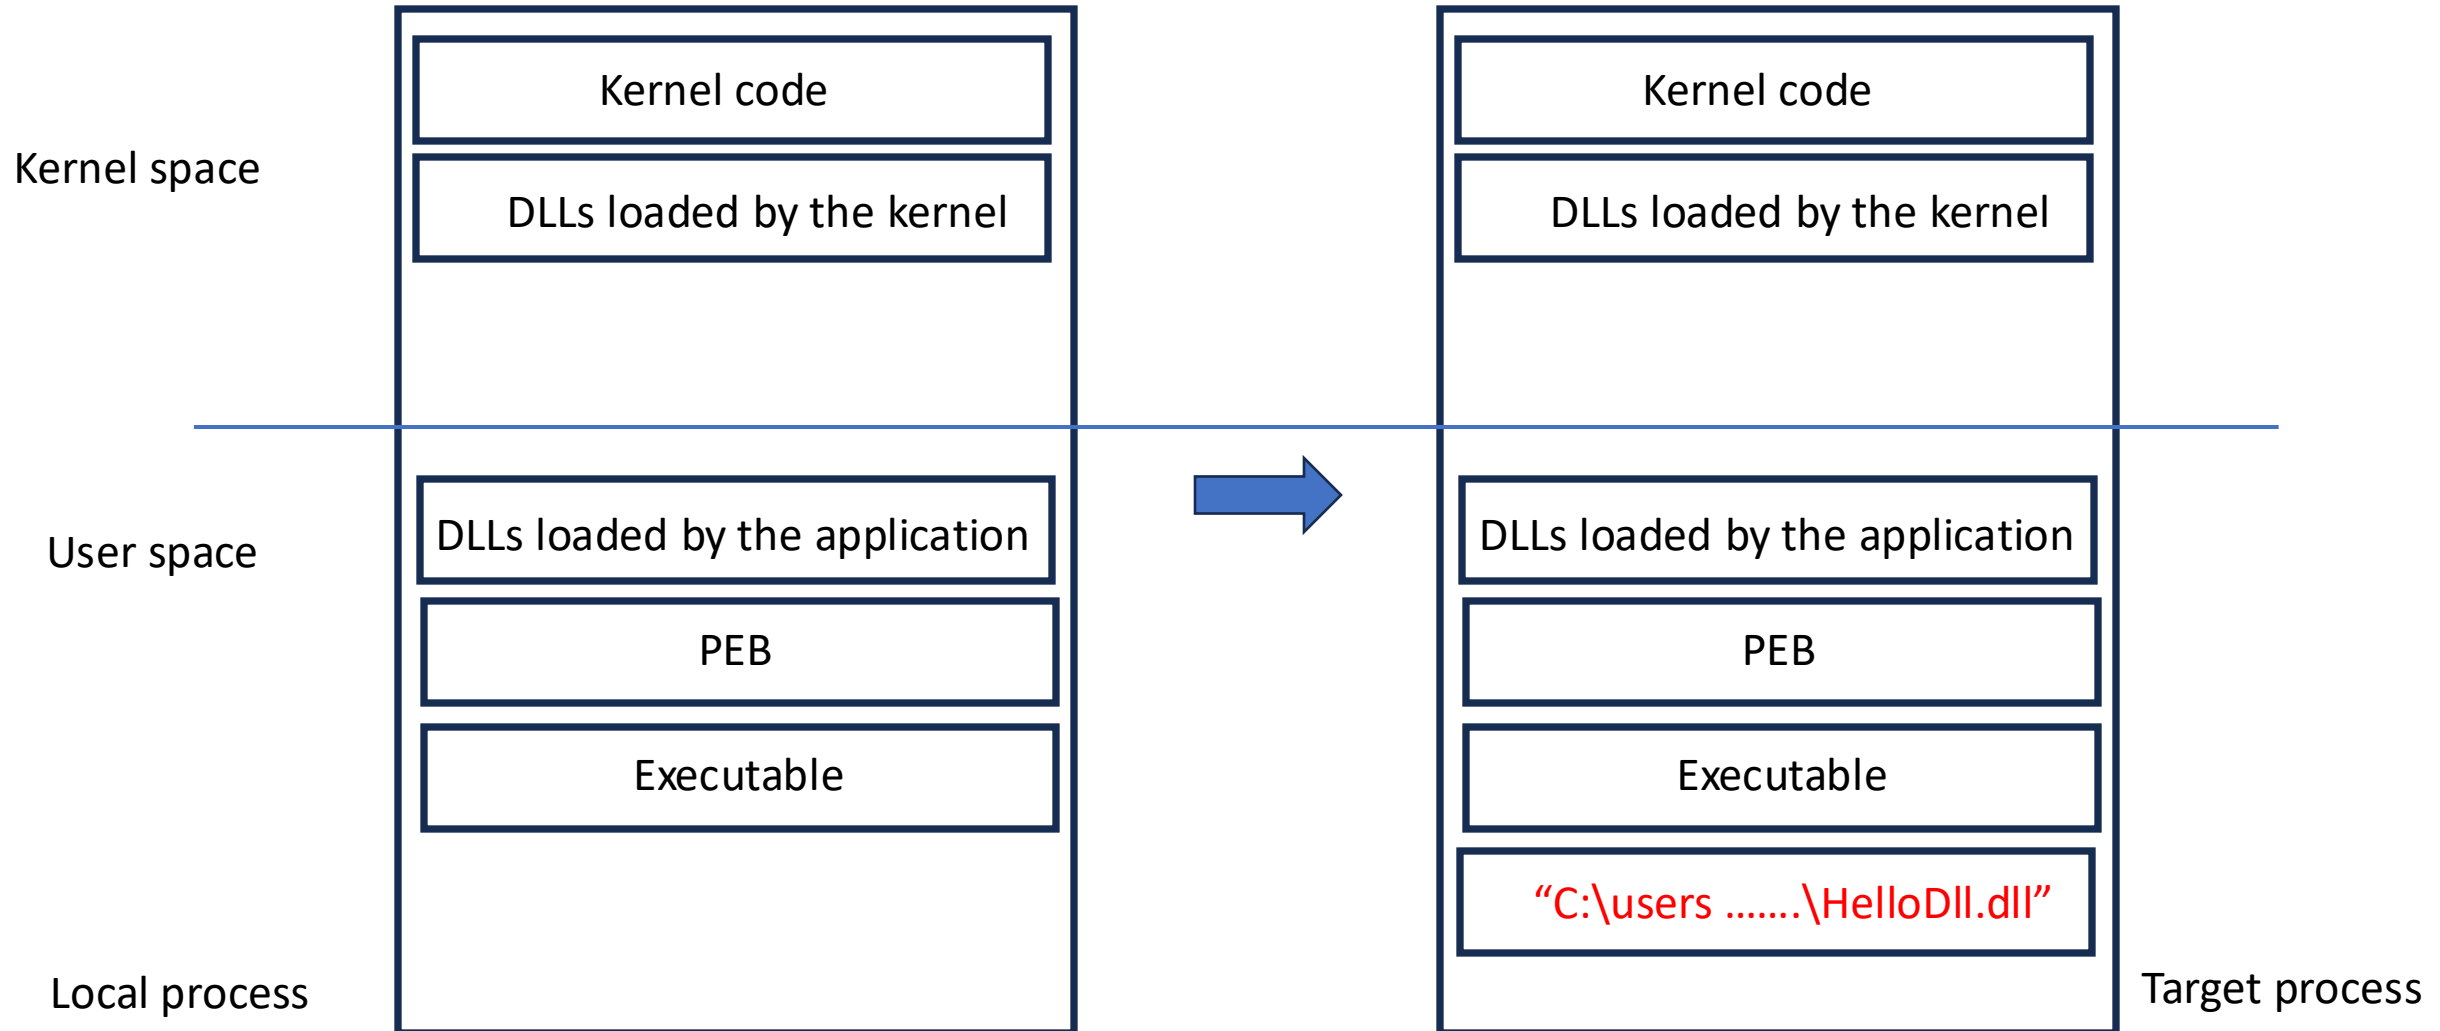 Kernel space
Kernel code
DLLs loaded by the kernel
Kernel code
DLLs loaded by the kernel
User space
DLLs loaded by the application
PEB
Executable
DLLs loaded by the application
PEB
Executable
“C:\users .......\HelloDll.dll”
Local process
Target process